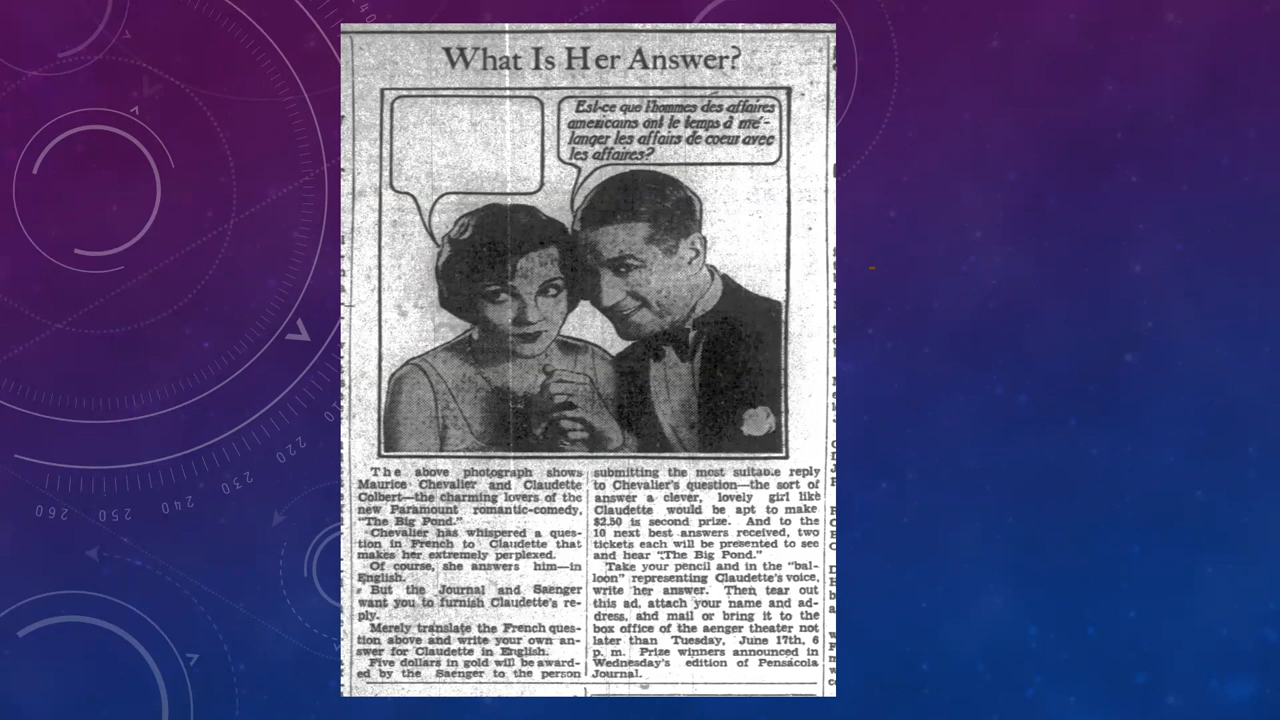 What Is Her Answer?
Est-ce que l'hommes des affaires
americains ont le temps à mé-
langer les affairs de coeur avec
les affaires?
The above photograph shows
Maurice Chevalier and Claudette
Colbert—the charming lovers of the
new Paramount romantic-comedy,
"The Big Pond."
Chevalier has whispered a ques-
tion in French to Claudette that
makes her extremely perplexed.
Of course, she answers him—in
English.
But the Journal and Saenger
want you to furnish Claudette's re-
ply.
Merely translate the French ques-
tion above and write your own an-
swer for Claudette in English.
Five dollars in gold will be award-
ed by the Saenger to the person
submitting the most suitable reply
to Chevalier's question—the sort of
answer a clever, lovely girl like
Claudette would be apt to make
$2.50 is second prize. And to the
10 next best answers received, two
tickets each will be presented to see
and hear "The Big Pond."
Take your pencil and in the "bal-
loon" representing Claudette's voice,
write her answer. Then tear out
this ad, attach your name and ad-
dress, and mail or bring it to the
box office of the aenger theater not
later than Tuesday, June 17th, 6
p. m. Prize winners announced in
Wednesday's edition of Pensacola
Journal.
40
210
220
230
240
250
260